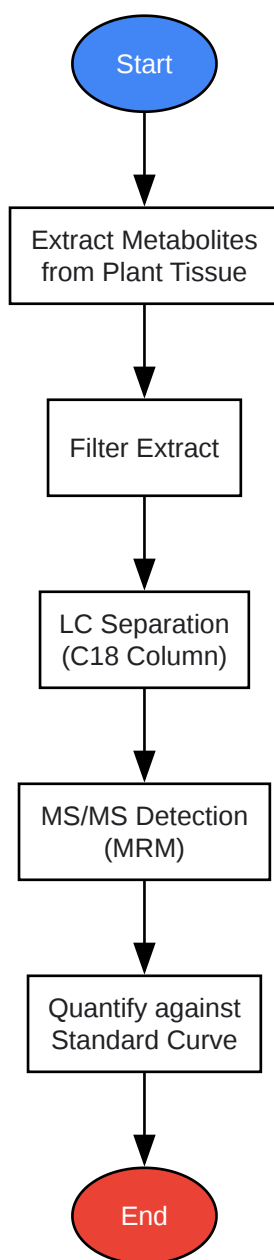 Start
Extract Metabolites
from Plant Tissue
Filter Extract
LC Separation
(C18 Column)
MS/MS Detection
(MRM)
Quantify against
Standard Curve
End